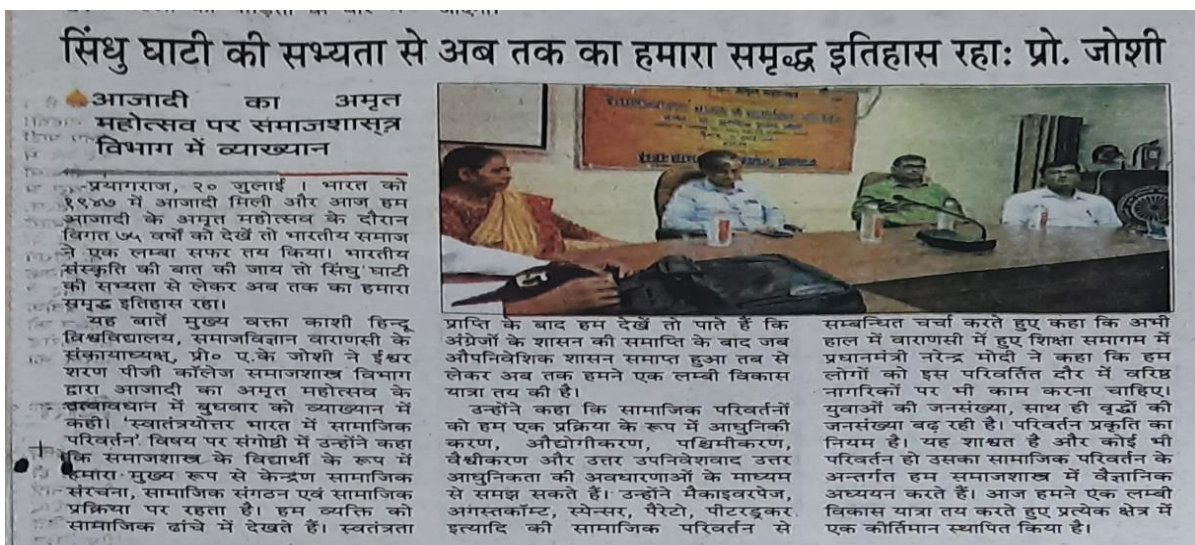 सिंधु घाटी की सभ्यता से अब तक का हमारा समृद्ध इतिहास रहा: प्रो. जोशी
आजादी का अमृत
महोत्सव पर समाजशास्त्र
विभाग में व्याख्यान
प्रयागराज, २० जुलाई । भारत को
१९४७ में आजादी मिली और आज हम
आजादी के अमृत महोत्सव के दौरान
विगत ७५ वर्षों को देखें तो भारतीय समाज
ने एक लम्बा सफर तय किया। भारतीय
संस्कृति की बात की जाय तो सिंधु घाटी
की सभ्यता से लेकर अब तक का हमारा
समृद्ध इतिहास रहा।
यह बातें मुख्य वक्ता काशी हिन्दू
विश्वविद्यालय, समाजविज्ञान वाराणसी के
संकायाध्यक्ष, प्रो० ए.के जोशी ने ईश्वर
शरण पीजी कॉलेज समाजशास्त्र विभाग
द्वारा आजादी का अमृत महोत्सव के
तत्वावधान में बुधवार को व्याख्यान में
कही। 'स्वातंत्रयोत्तर भारत में सामाजिक
परिवर्तन' विषय पर संगोष्ठी में उन्होंने कहा
कि समाजशास्त्र के विद्यार्थी के रूप में
हमारा मुख्य रूप से केन्द्रण सामाजिक
संरचना, सामाजिक संगठन एवं सामाजिक
प्रक्रिया पर रहता है। हम व्यक्ति को
सामाजिक ढांचे में देखते हैं। स्वतंत्रता
प्राप्ति के बाद हम देखें तो पाते हैं कि
अंग्रेजों के शासन की समाप्ति के बाद जब
औपनिवेशिक शासन समाप्त हुआ तब से
लेकर अब तक हमने एक लम्बी विकास
यात्रा तय की है।
उन्होंने कहा कि सामाजिक परिवर्तनों
को हम एक प्रक्रिया के रूप में आधुनिकी
करण, औद्योगीकरण, पश्चिमीकरण,
वैश्वीकरण और उत्तर उपनिवेशवाद उत्तर
आधुनिकता की अवधारणाओं के माध्यम
से समझ सकते हैं। उन्होंने मैकाइवरपेज,
अगस्तकॉम्ट, स्पेन्सर, पैरेटो, पीटरड्रकर
इत्यादि की सामाजिक परिवर्तन से
सम्बन्धित चर्चा करते हुए कहा कि अभी
हाल में वाराणसी में हुए शिक्षा समागम में
प्रधानमंत्री नरेन्द्र मोदी ने कहा कि हम
लोगों को इस परिवर्तित दौर में वरिष्ठ
नागरिकों पर भी काम करना चाहिए।
युवाओं की जनसंख्या, साथ ही वृद्धों की
जनसंख्या बढ़ रही है। परिवर्तन प्रकृति का
नियम है। यह शाश्वत है और कोई भी
परिवर्तन हो उसका सामाजिक परिवर्तन के
अन्तर्गत हम समाजशास्त्र में वैज्ञानिक
अध्ययन करते हैं। आज हमने एक लम्बी
विकास यात्रा तय करते हुए प्रत्येक क्षेत्र में
एक कीर्तिमान स्थापित किया है।